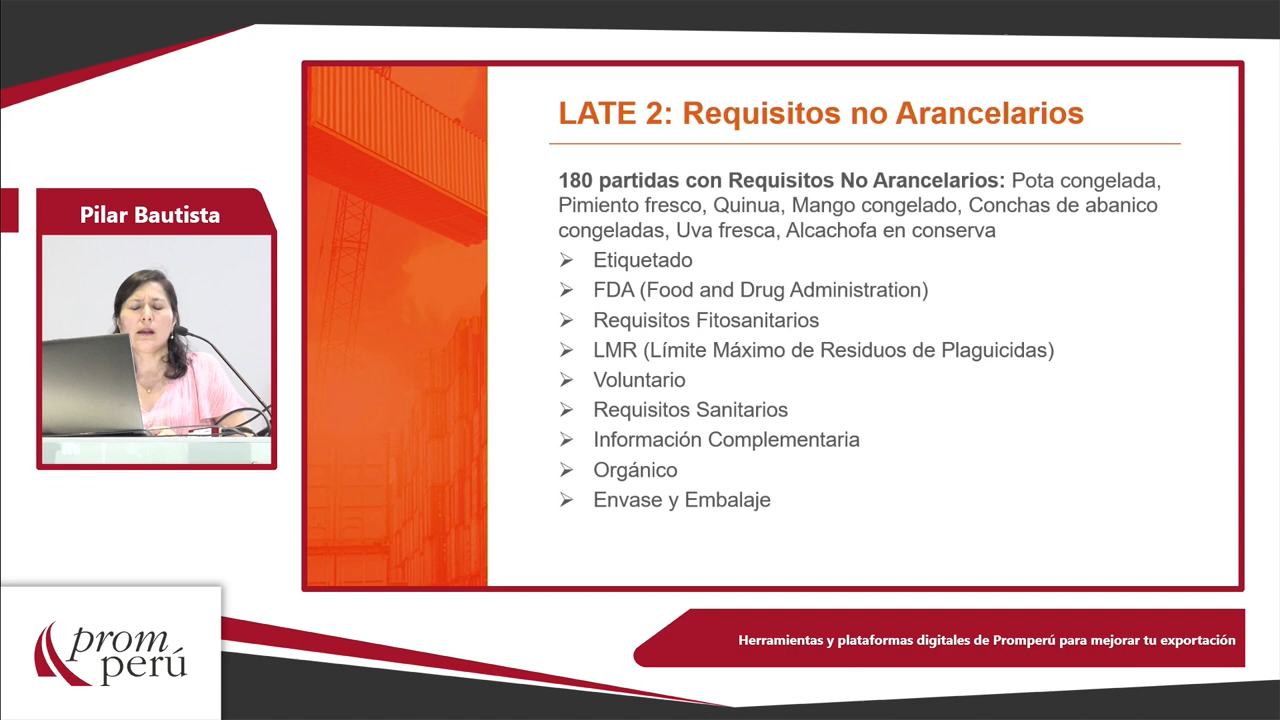 LATE 2: Requisitos no Arancelarios
180 partidas con Requisitos No Arancelarios: Pota congelada,
Pimiento fresco, Quinua, Mango congelado, Conchas de abanico
congeladas, Uva fresca, Alcachofa en conserva
Etiquetado
FDA (Food and Drug Administration)
Requisitos Fitosanitarios
LMR (Límite Máximo de Residuos de Plaguicidas)
Voluntario
Requisitos Sanitarios
Información Complementaria
Orgánico
Envase y Embalaje
Pilar Bautista
prom
perú
Herramientas y plataformas digitales de Promperú para mejorar tu exportación